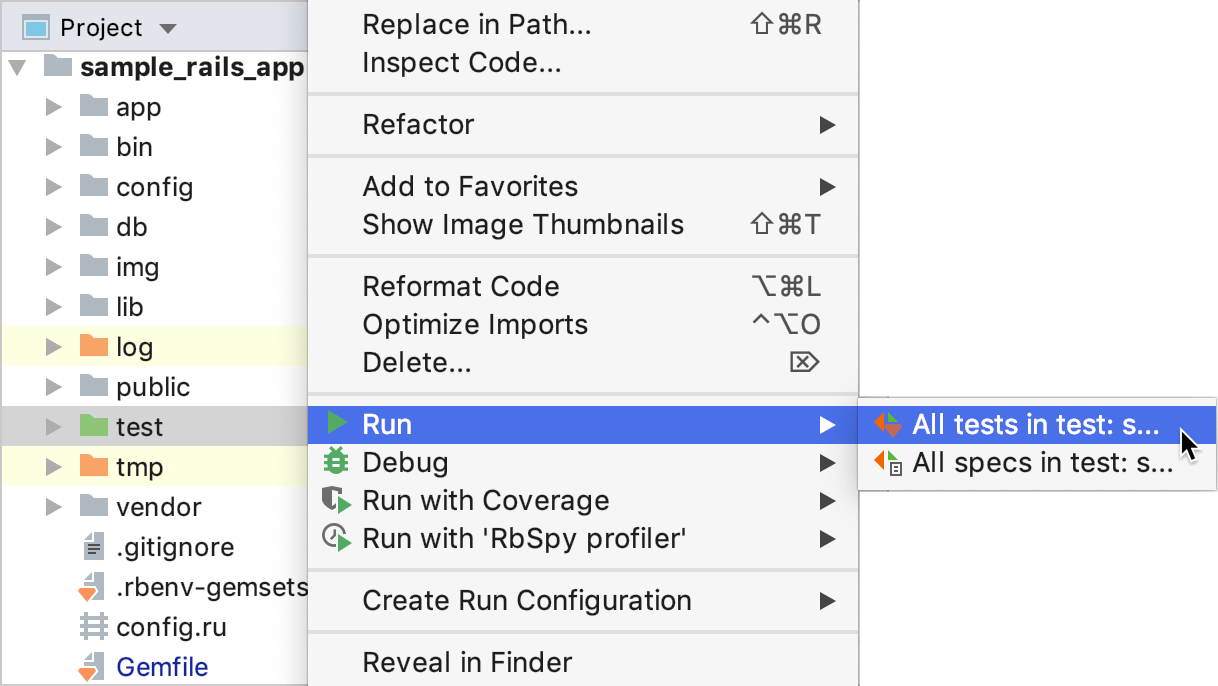 Project
sample_rails_app
app
bin
config
db
img
lib
log
public
test
tmp
vendor
.gitignore
.rbenv-gemsets
config.ru
Gemfile
Replace in Path... ⇧⌘R
Inspect Code...
Refactor
Add to Favorites
Show Image Thumbnails ⇧⌘T
Reformat Code ⌥⌘L
Optimize Imports ^⌥O
Delete... ⌦
Run
Debug
Run with Coverage
Run with 'RbSpy profiler'
Create Run Configuration
Reveal in Finder
All tests in test: s...
All specs in test: s...